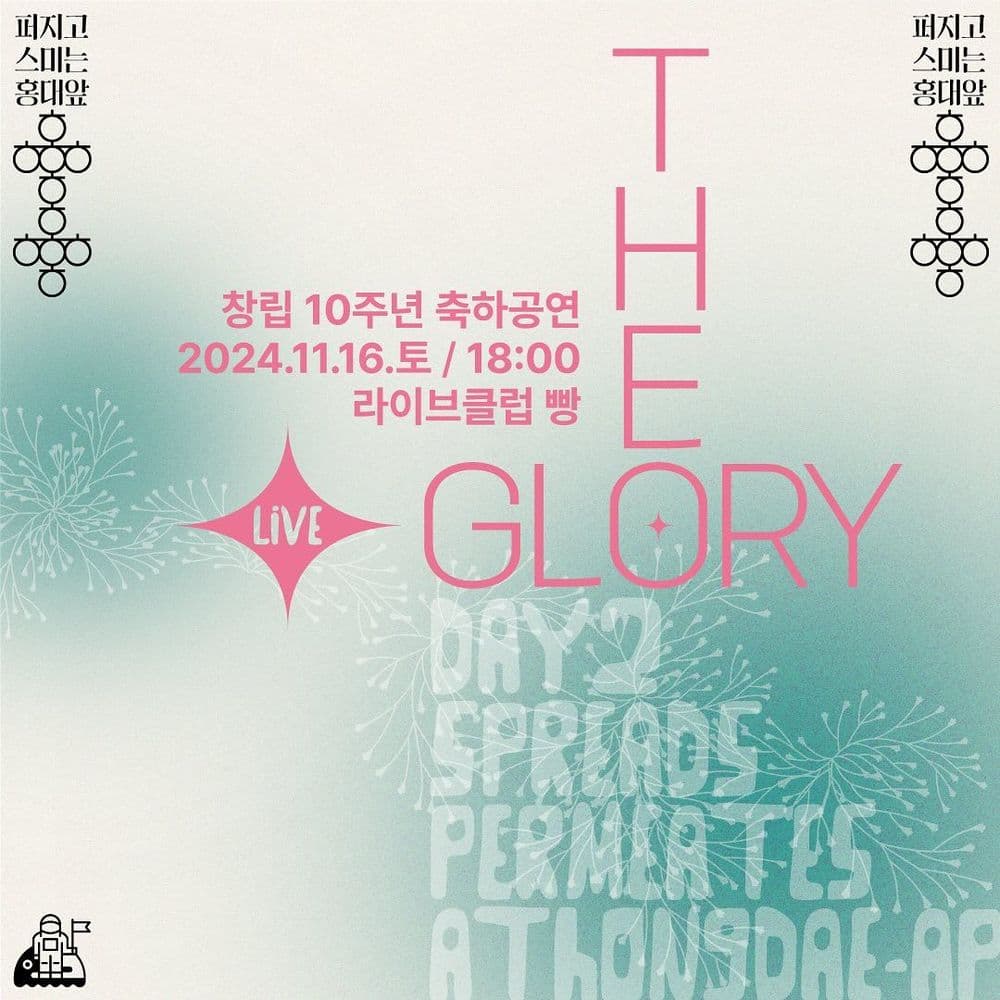 퍼지고
스미는
홍대앞
퍼지고
스미는
홍대앞
THE
창립 10주년 축하공연
2024.11.16.토 / 18:00
라이브클럽 빵
LiVE
GLORY
DAY 2
SPREADS
PERMEATES
AThONGDAE-AP